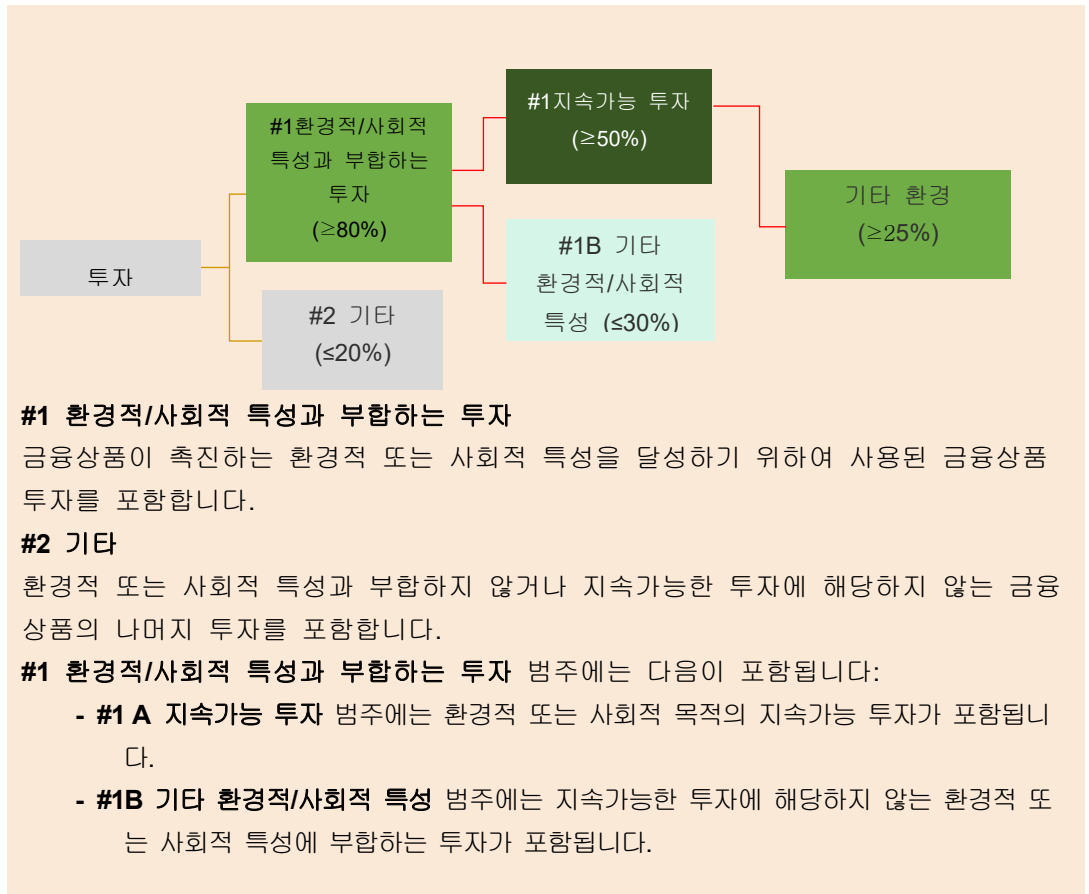 #1지속가능 투자
(≥50%)
#1환경적/사회적
특성과 부합하는
투자
(≥80%)
기타 환경
(≥25%)
#1B 기타
환경적/사회적
특성 (≤30%)
투자
#2 기타
(≤20%)
#1 환경적/사회적 특성과 부합하는 투자
금융상품이 촉진하는 환경적 또는 사회적 특성을 달성하기 위하여 사용된 금융상품
투자를 포함합니다.
#2 기타
환경적 또는 사회적 특성과 부합하지 않거나 지속가능한 투자에 해당하지 않는 금융
상품의 나머지 투자를 포함합니다.
#1 환경적/사회적 특성과 부합하는 투자 범주에는 다음이 포함됩니다:
- #1 A 지속가능 투자 범주에는 환경적 또는 사회적 목적의 지속가능 투자가 포함됩니
다.
- #1B 기타 환경적/사회적 특성 범주에는 지속가능한 투자에 해당하지 않는 환경적 또
는 사회적 특성에 부합하는 투자가 포함됩니다.